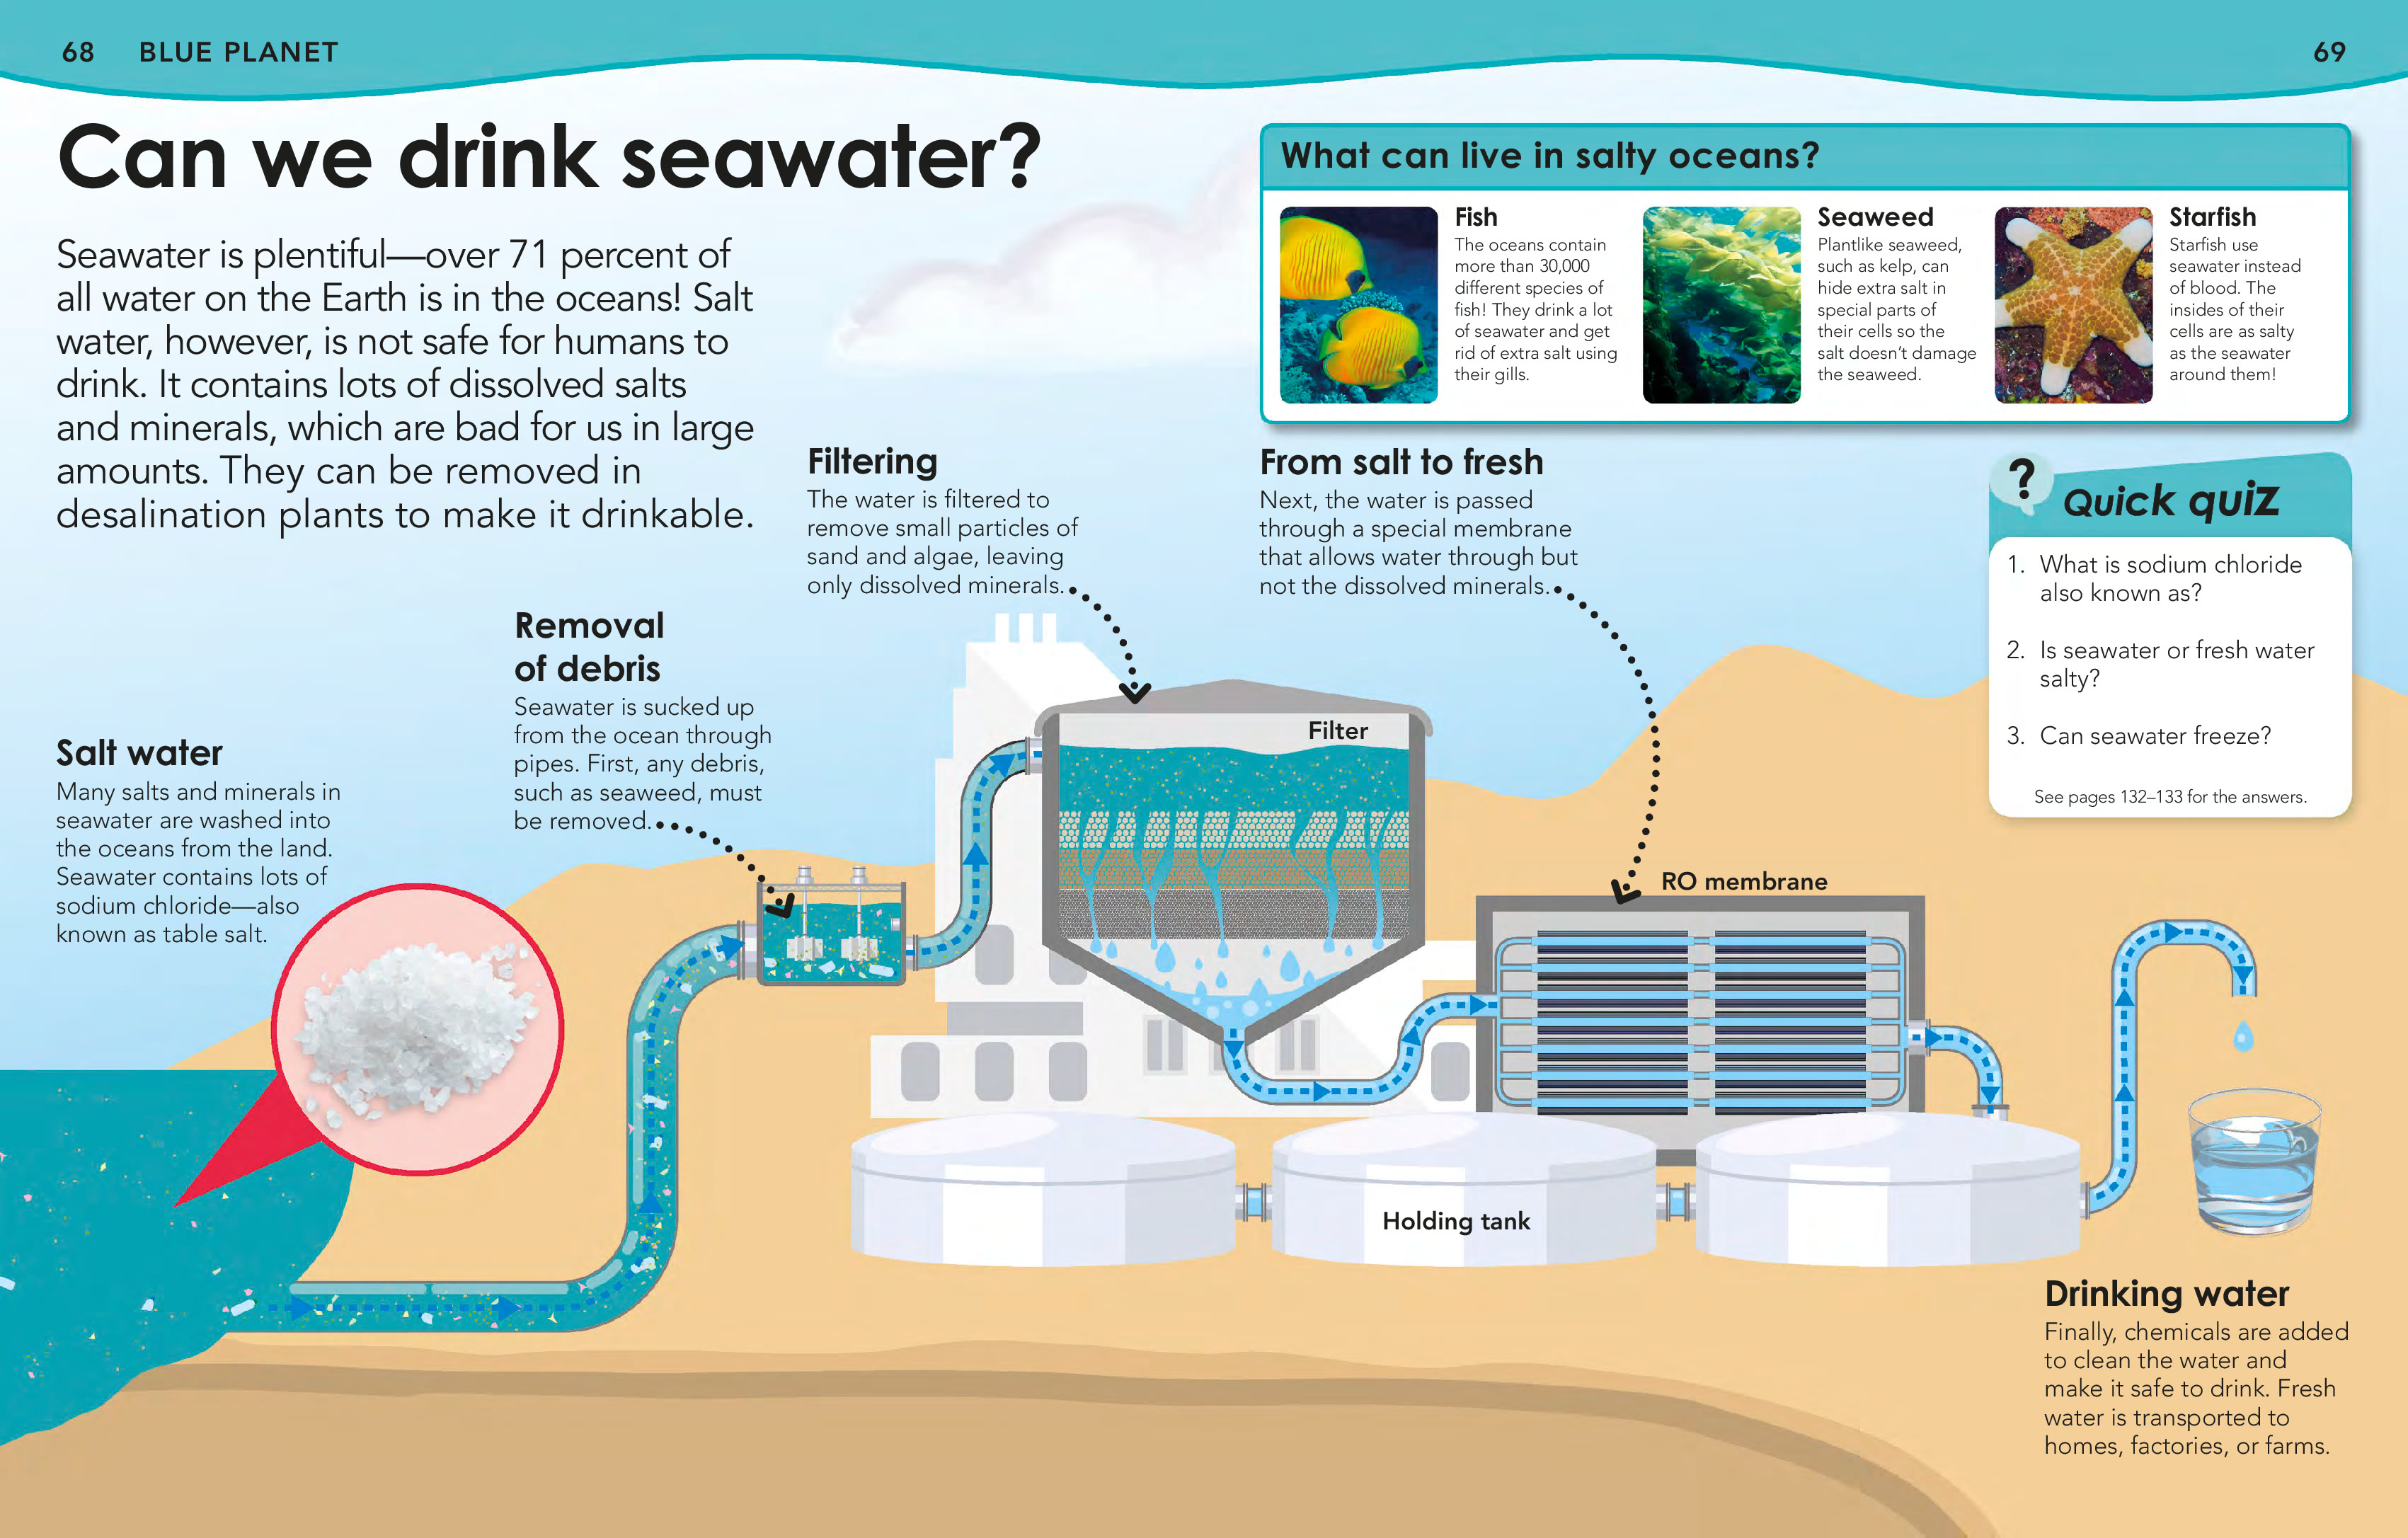 68 BLUE PLANET
69
Can we drink seawater?
Seawater is plentiful—over 71 percent of
all water on the Earth is in the oceans! Salt
water, however, is not safe for humans to
drink. It contains lots of dissolved salts
and minerals, which are bad for us in large
amounts. They can be removed in
desalination plants to make it drinkable.
Salt water
Many salts and minerals in
seawater are washed into
the oceans from the land.
Seawater contains lots of
sodium chloride—also
known as table salt.
Removal
of debris
Seawater is sucked up
from the ocean through
pipes. First, any debris,
such as seaweed, must
be removed.
Filtering
The water is filtered to
remove small particles of
sand and algae, leaving
only dissolved minerals.
Filter
From salt to fresh
Next, the water is passed
through a special membrane
that allows water through but
not the dissolved minerals.
RO membrane
Holding tank
Drinking water
Finally, chemicals are added
to clean the water and
make it safe to drink. Fresh
water is transported to
homes, factories, or farms.
What can live in salty oceans?
Fish
The oceans contain
more than 30,000
different species of
fish! They drink a lot
of seawater and get
rid of extra salt using
their gills.
Seaweed
Plantlike seaweed,
such as kelp, can
hide extra salt in
special parts of
their cells so the
salt doesn't damage
the seaweed.
Starfish
Starfish use
seawater instead
of blood. The
insides of their
cells are as salty
as the seawater
around them!
?
Quick quiz
1. What is sodium chloride
also known as?
2. Is seawater or fresh water
salty?
3. Can seawater freeze?
See pages 132–133 for the answers.